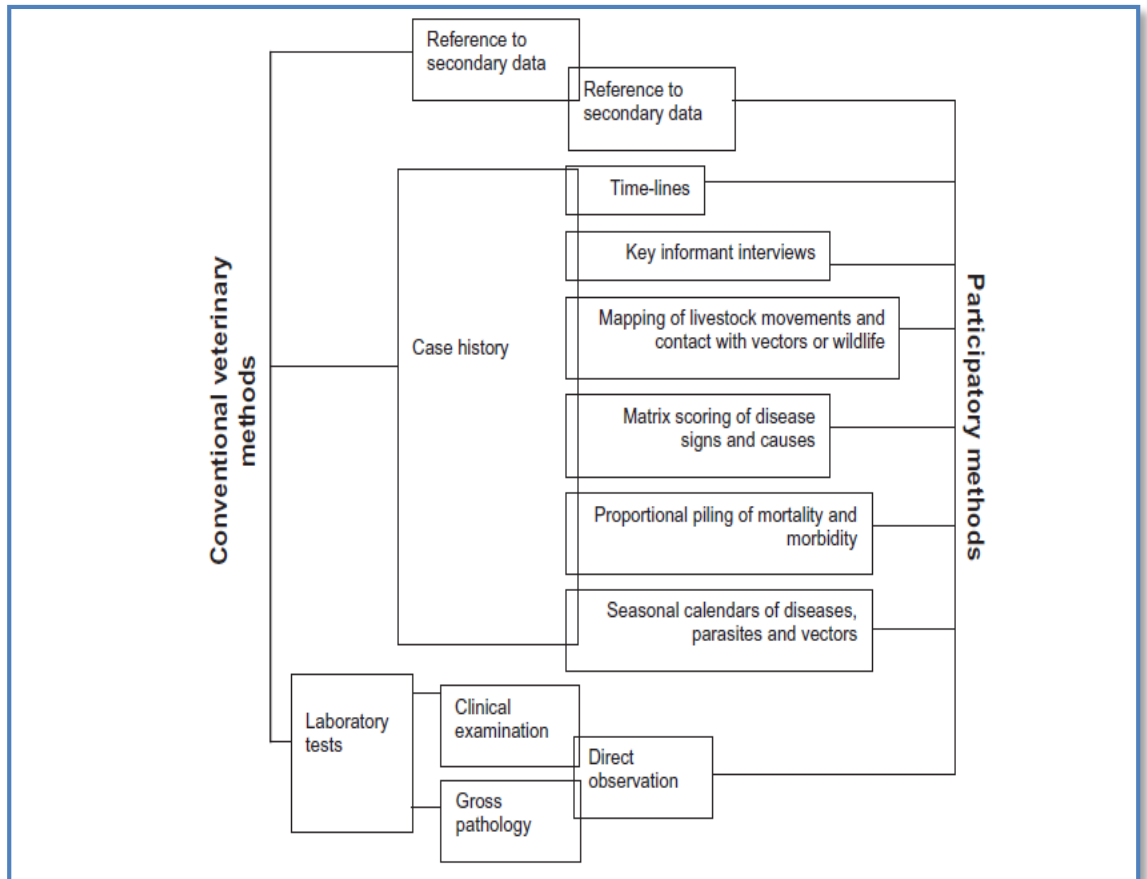 Reference to
secondary data
Reference to
secondary data
Time-lines
Key informant interviews
Mapping of livestock movements and
contact with vectors or wildlife
Case history
Matrix scoring of disease
signs and causes
Proportional piling of mortality and
morbidity
Seasonal calendars of diseases,
parasites and vectors
Conventional veterinary
methods
Participatory methods
Laboratory
tests
Clinical
examination
Direct
observation
Gross
pathology